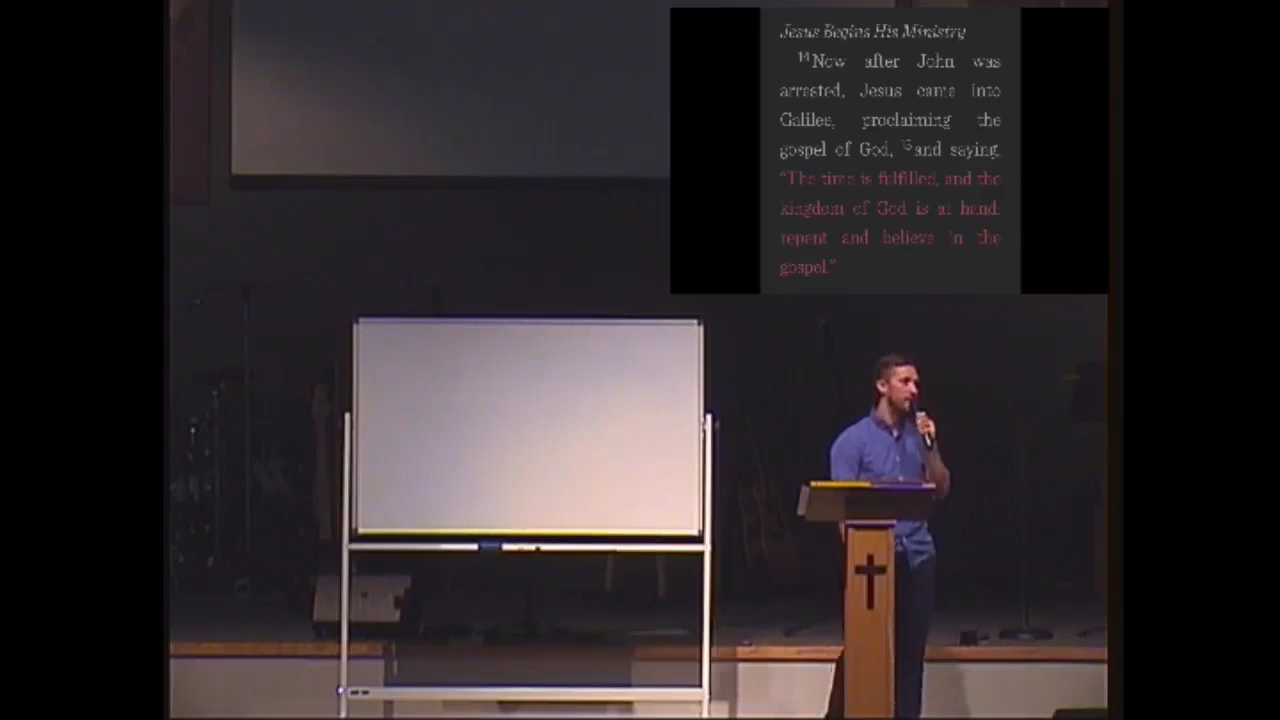 Jesus Begins His Ministry
14Now after John was
arrested, Jesus came into
Galilee, proclaiming the
gospel of God, 15and saying,
“The time is fulfilled, and the
kingdom of God is at hand;
repent and believe in the
gospel.”